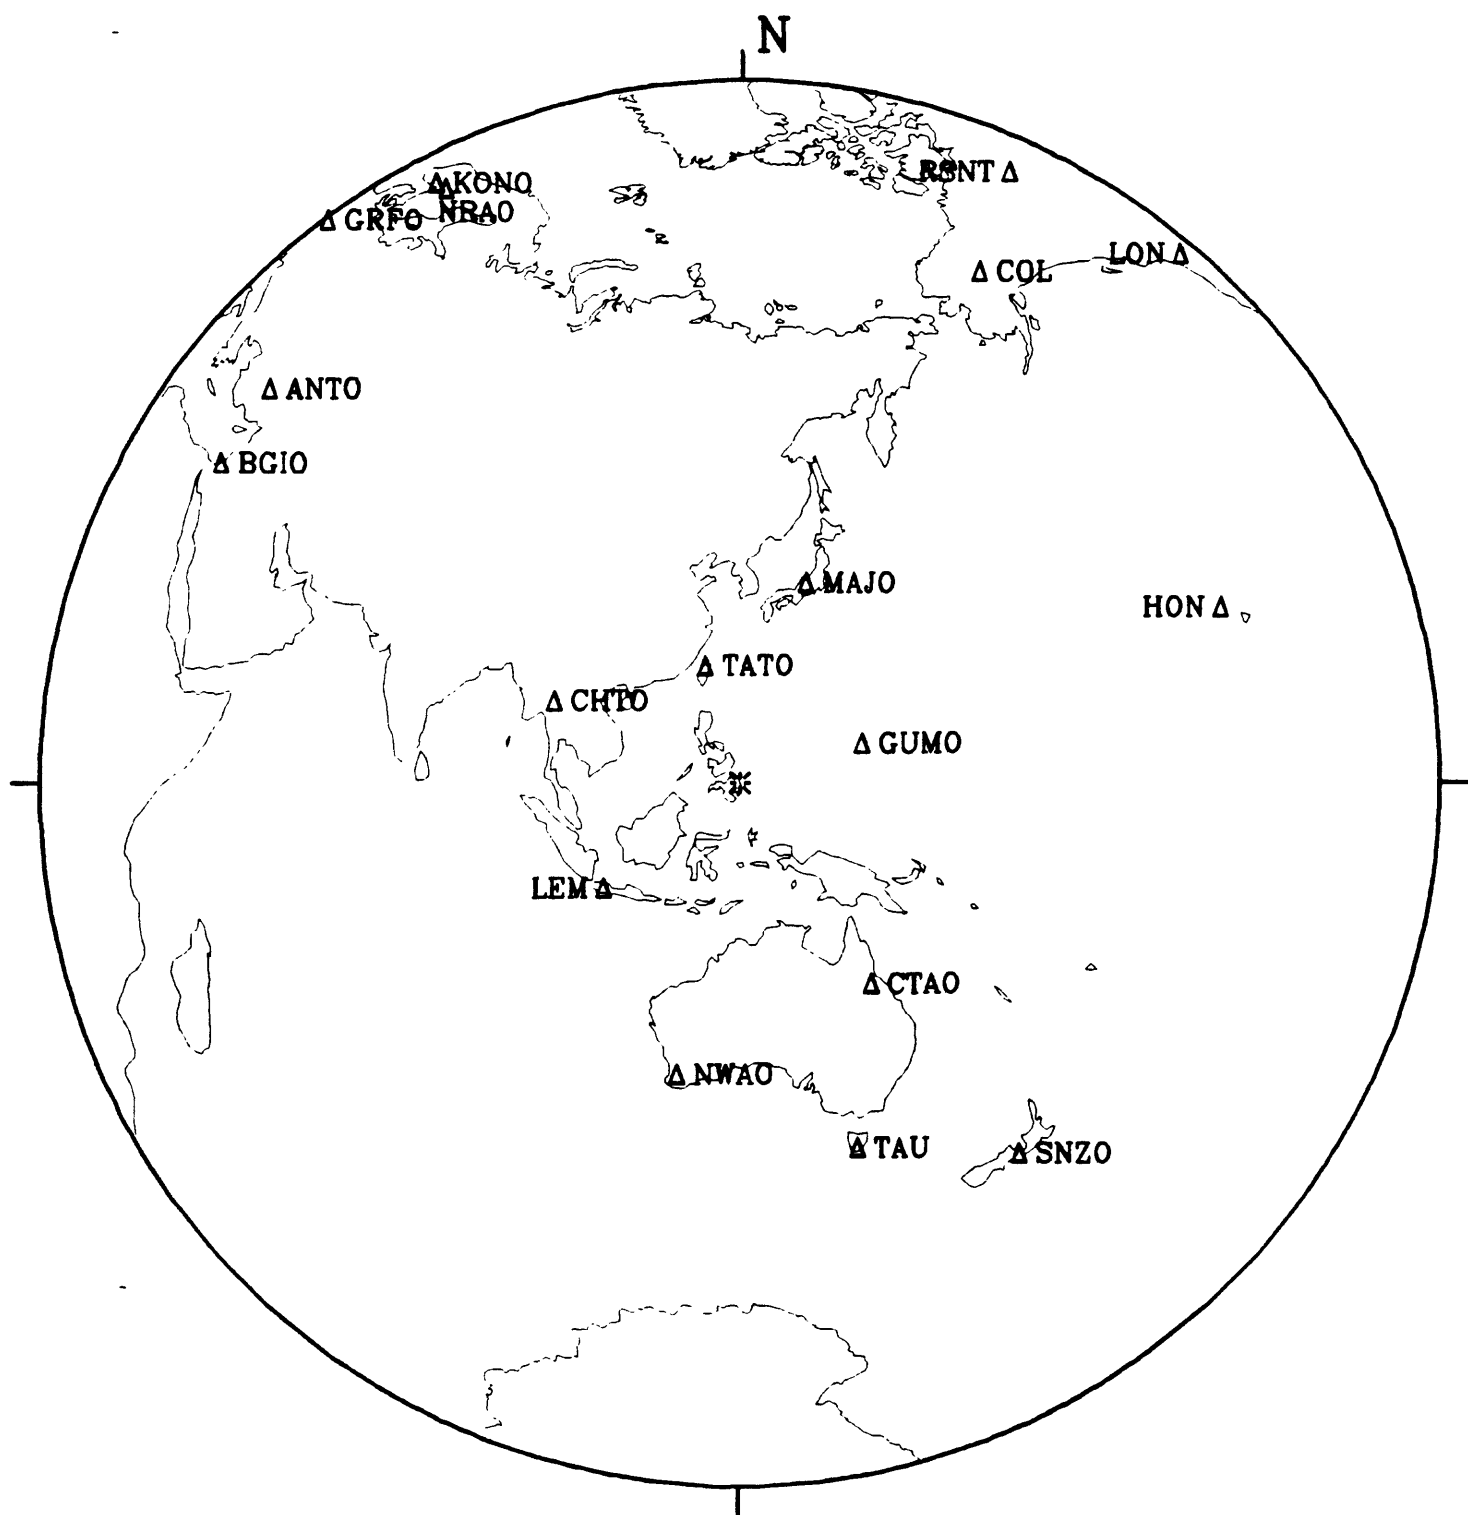 N
KONO
RSNT
NRAO
GRFO
LON
COL
ANTO
BGIO
MAJO
HON
TATO
CHTO
GUMO
LEM
CTAO
NWAO
TAU
SNZO